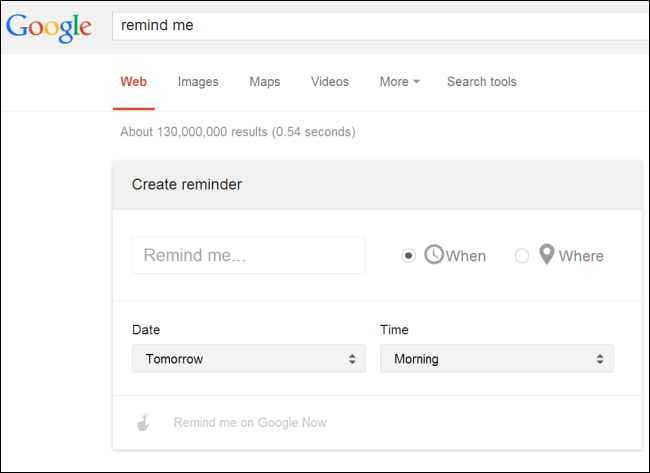 Google remind me
Web Images Maps Videos More Search tools
About 130,000,000 results (0.54 seconds)
Create reminder
Remind me... When Where
Date Time
Tomorrow Morning
Remind me on Google Now